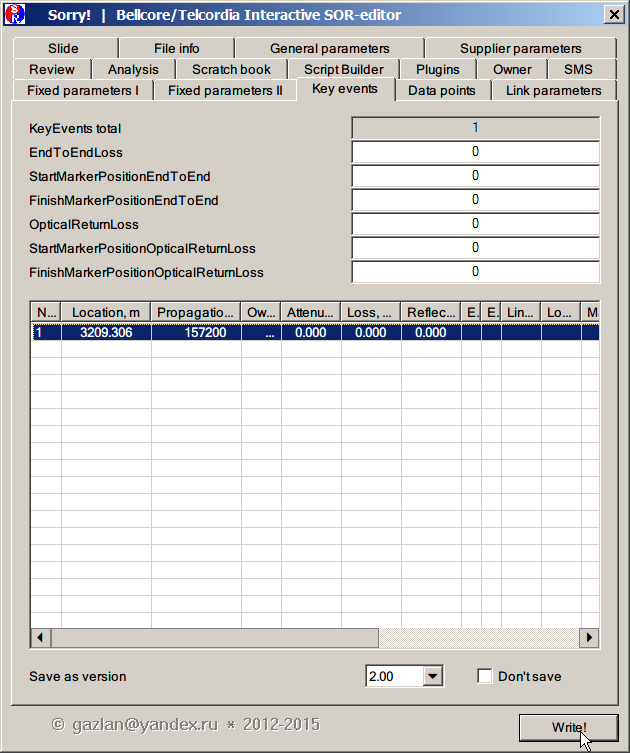 Sorry! | Bellcore/Telcordia Interactive SOR-editor
Slide File info General parameters Supplier parameters
Review Analysis Scratch book Script Builder Plugins Owner SMS
Fixed parameters I Fixed parameters II Key events Data points Link parameters
KeyEvents total 1
EndToEndLoss 0
StartMarkerPositionEndToEnd 0
FinishMarkerPositionEndToEnd 0
OpticalReturnLoss 0
StartMarkerPositionOpticalReturnLoss 0
FinishMarkerPositionOpticalReturnLoss 0
N... Location, m Propagatio... Ow... Attenu... Loss, ... Reflec... E. E. Lin... Lo... M
1 3209.306 157200 ... 0.000 0.000 0.000
Save as version 2.00 Don't save
© gazlan@yandex.ru * 2012-2015 Write!